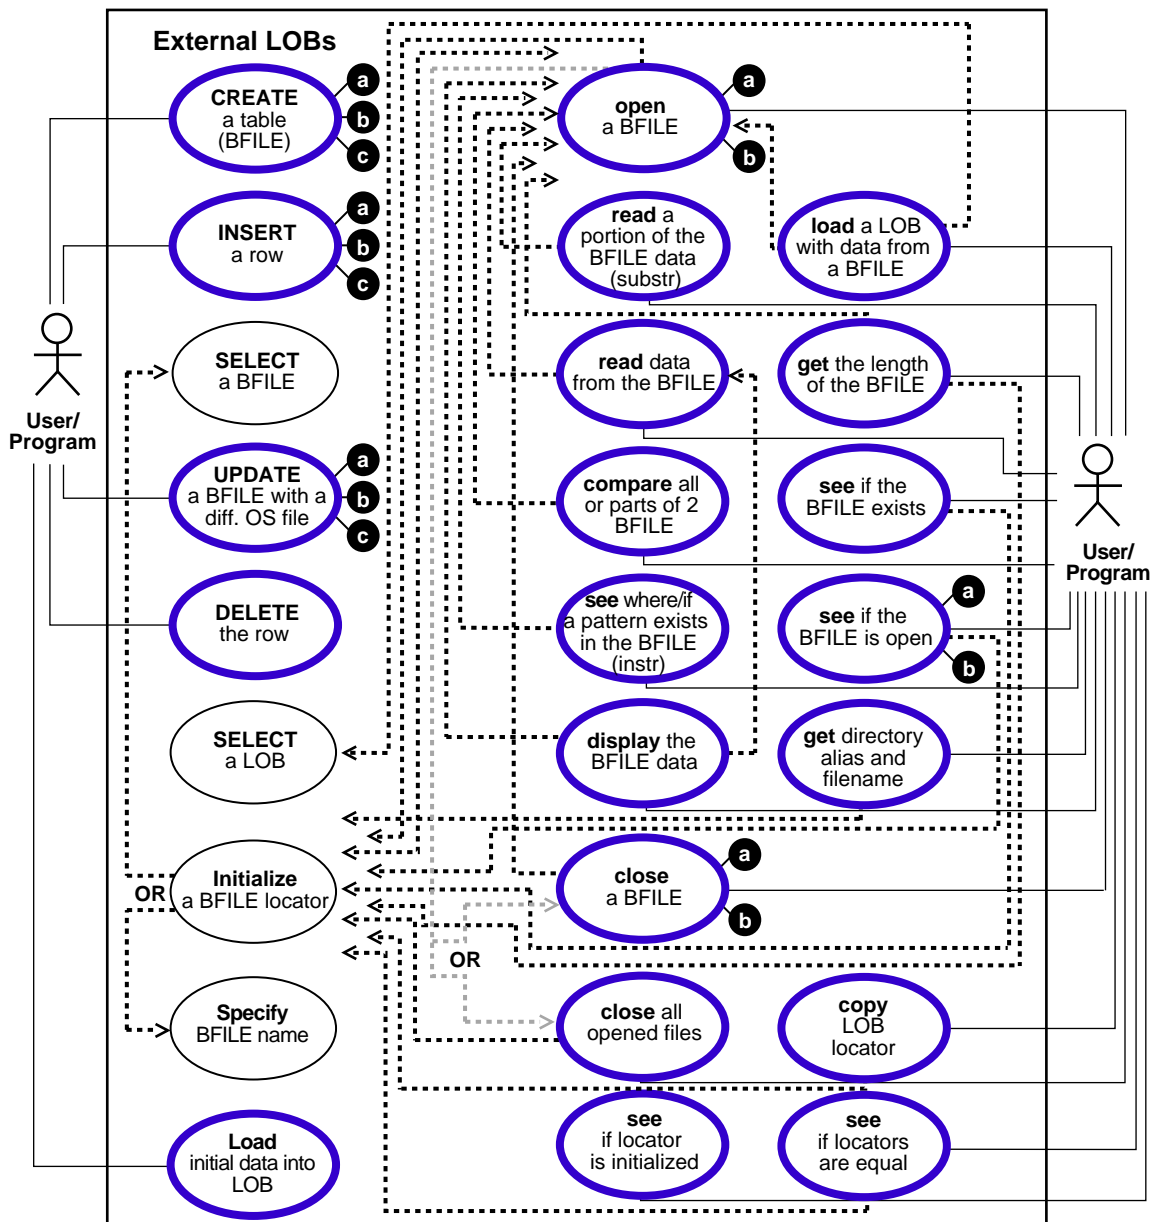 External LOBs
CREATE
a table
(BFILE)
a
b
c
open
a BFILE
a
b
INSERT
a row
a
b
c
read a
portion of the
BFILE data
(substr)
load a LOB
with data from
a BFILE
SELECT
a BFILE
read data
from the BFILE
get the length
of the BFILE
User/
Program
UPDATE
a BFILE with a
diff. OS file
a
b
c
compare all
or parts of 2
BFILE
see if the
BFILE exists
User/
Program
DELETE
the row
see where/if
a pattern exists
in the BFILE
(instr)
see if the
BFILE is open
a
b
SELECT
a LOB
display the
BFILE data
get directory
alias and
filename
OR
Initialize
a BFILE locator
close
a BFILE
a
b
OR
Specify
BFILE name
close all
opened files
copy
LOB
locator
Load
initial data into
LOB
see
if locator
is initialized
see
if locators
are equal